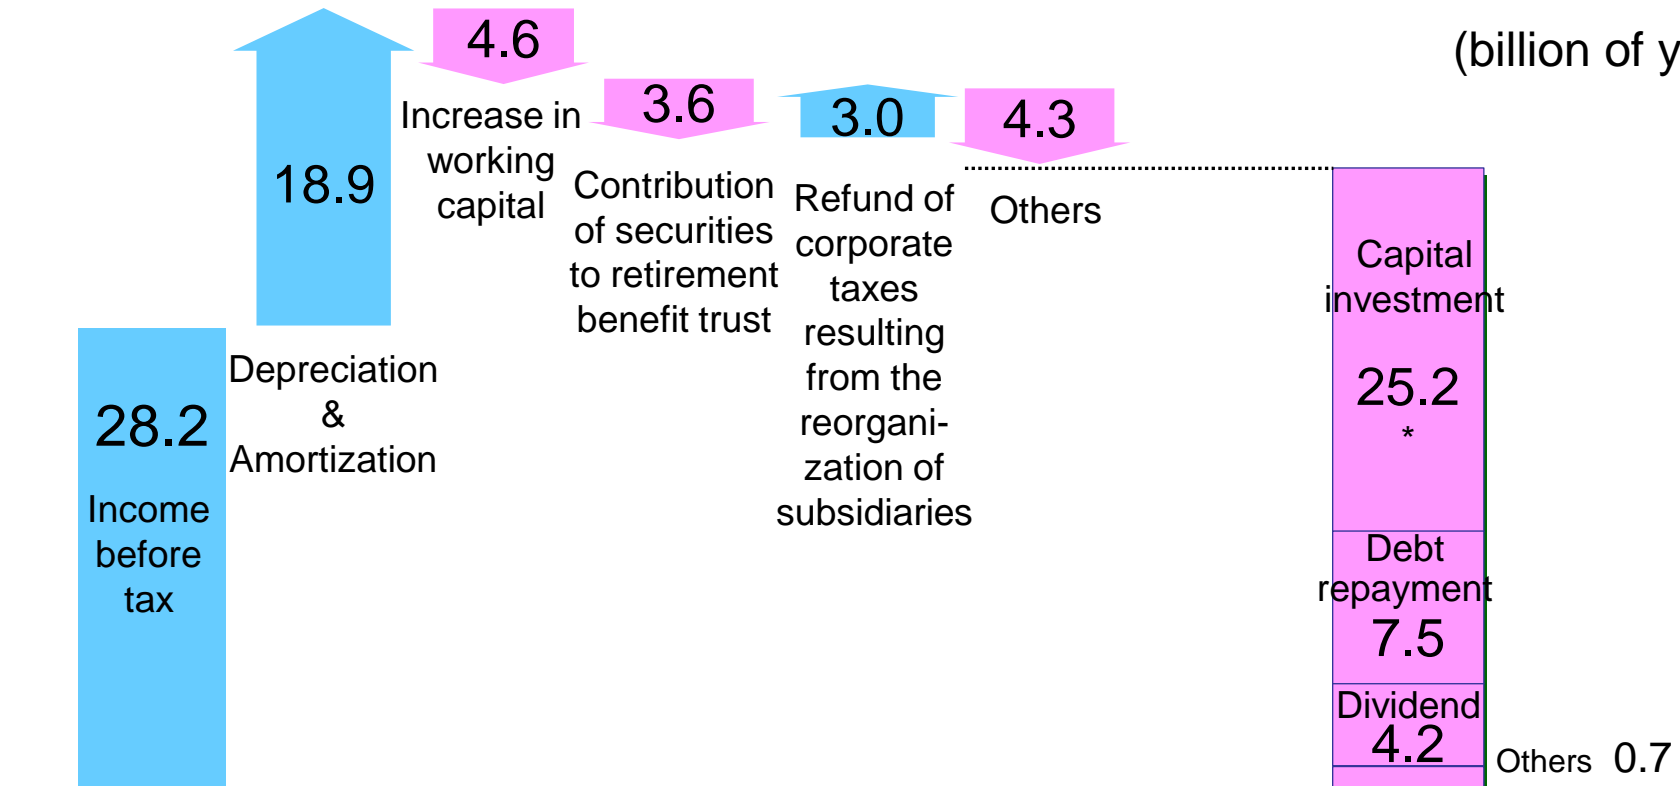 (billion of y
4.6
Increase in
working
capital
3.6
Contribution
of securities
to retirement
benefit trust
3.0
Refund of
corporate
taxes
resulting
from the
reorgani-
zation of
subsidiaries
4.3
Others
18.9
Depreciation
&
Amortization
28.2
Income
before
tax
Capital
investment
25.2
*
Debt
repayment
7.5
Dividend
4.2
Others 0.7